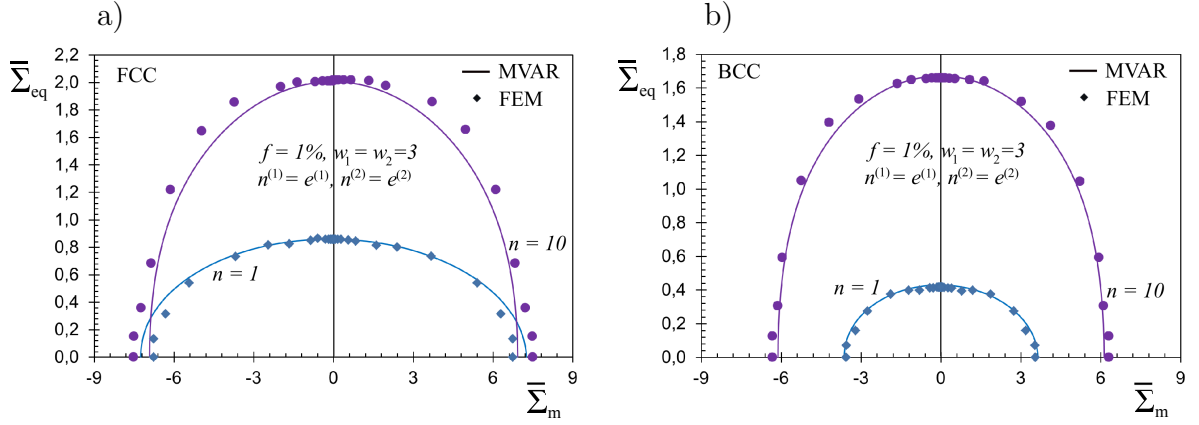 a)
Σ̅eq
FCC
MVAR
FEM
f = 1%, w1 = w2 =3
n(1) = e(1), n(2) = e(2)
n = 10
n = 1
2,2
2,0
1,8
1,6
1,4
1,2
1,0
0,8
0,6
0,4
0,2
0,0
-9 -6 -3 0 3 6 9
Σ̅m
b)
Σ̅eq
BCC
MVAR
FEM
f = 1%, w1 = w2 =3
n(1) = e(1), n(2) = e(2)
n = 1
n = 10
1,8
1,6
1,4
1,2
1,0
0,8
0,6
0,4
0,2
0,0
-9 -6 -3 0 3 6 9
Σ̅m